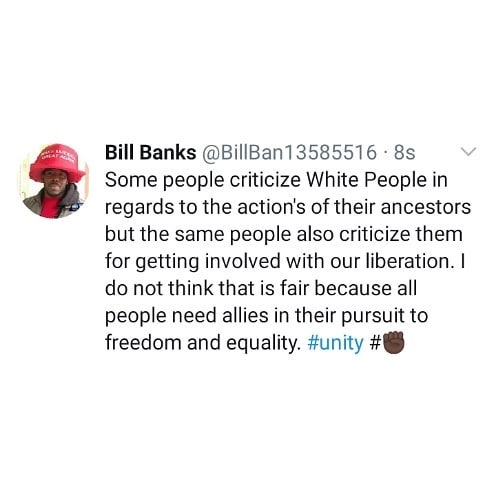 Bill Banks @BillBan13585516 · 8s
Some people criticize White People in
regards to the action's of their ancestors
but the same people also criticize them
for getting involved with our liberation. I
do not think that is fair because all
people need allies in their pursuit to
freedom and equality. #unity #✊🏿